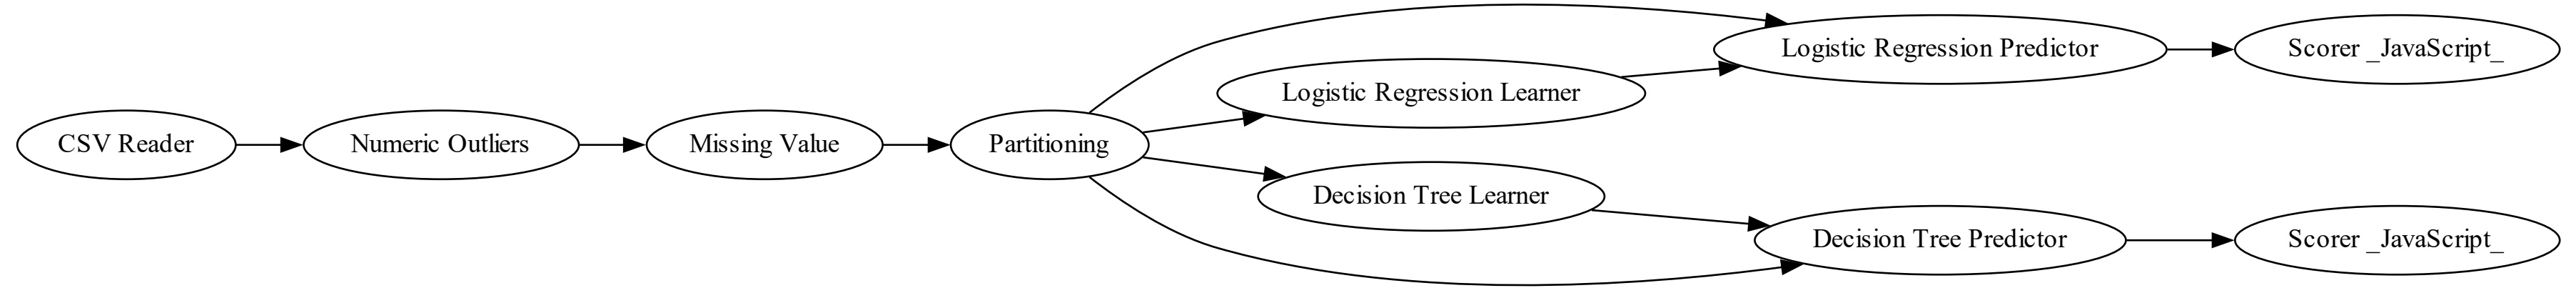 CSV Reader
Numeric Outliers
Missing Value
Partitioning
Logistic Regression Learner
Decision Tree Learner
Logistic Regression Predictor
Decision Tree Predictor
Scorer _JavaScript_
Scorer _JavaScript_